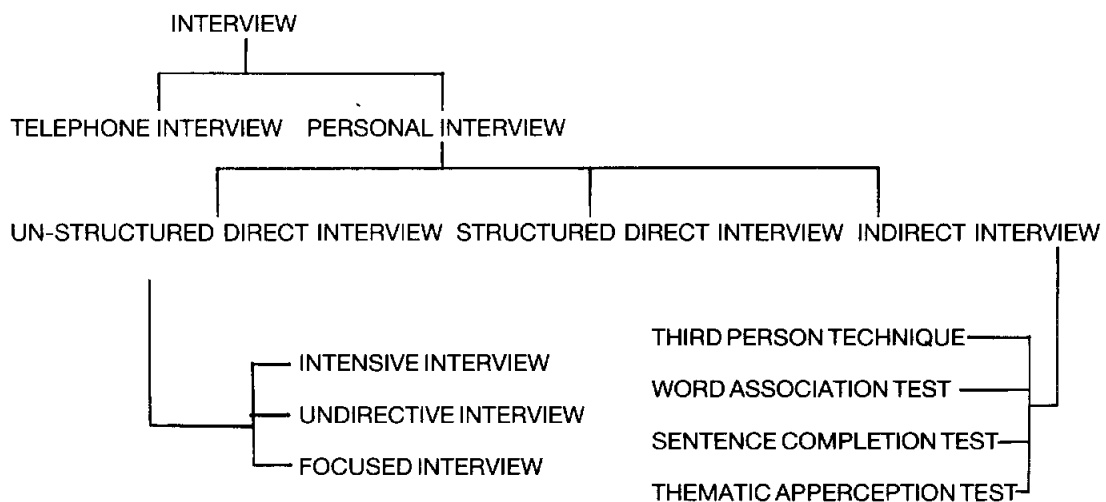 INTERVIEW
TELEPHONE INTERVIEW PERSONAL INTERVIEW
UN-STRUCTURED DIRECT INTERVIEW STRUCTURED DIRECT INTERVIEW INDIRECT INTERVIEW
INTENSIVE INTERVIEW
UNDIRECTIVE INTERVIEW
FOCUSED INTERVIEW
THIRD PERSON TECHNIQUE
WORD ASSOCIATION TEST
SENTENCE COMPLETION TEST
THEMATIC APPERCEPTION TEST